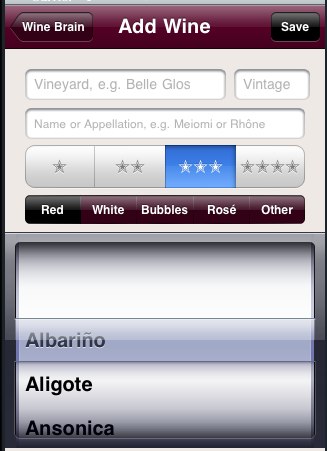 Wine Brain Add Wine Save
Vineyard, e.g. Belle Glos Vintage
Name or Appellation, e.g. Meiomi or Rhône
Red White Bubbles Rosé Other
Albariño
Aligote
Ansonica